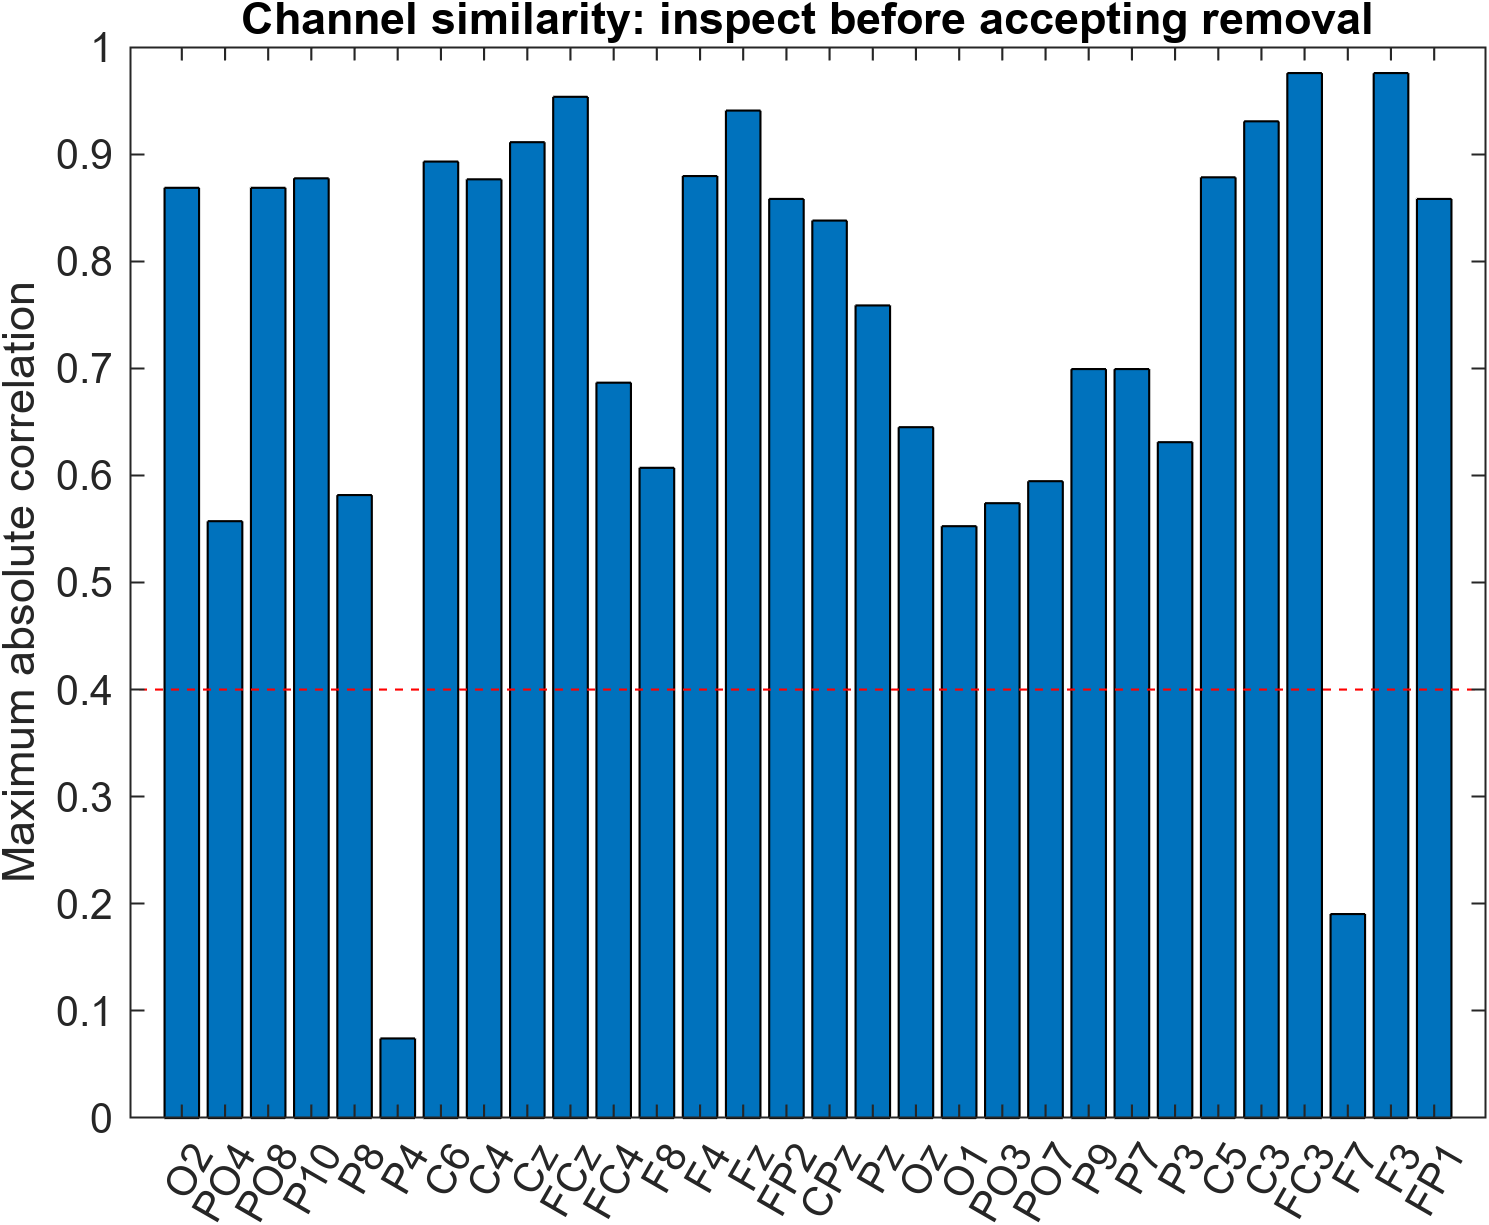 Channel similarity: inspect before accepting removal
Maximum absolute correlation
1
0.9
0.8
0.7
0.6
0.5
0.4
0.3
0.2
0.1
0
O2
PO4
PO8
P10
P8
P4
C6
C4
Cz
FCz
FC4
F8
F4
Fz
FP2
CPz
Pz
Oz
O1
PO3
PO7
P9
P7
P3
C5
C3
FC3
F7
F3
FP1